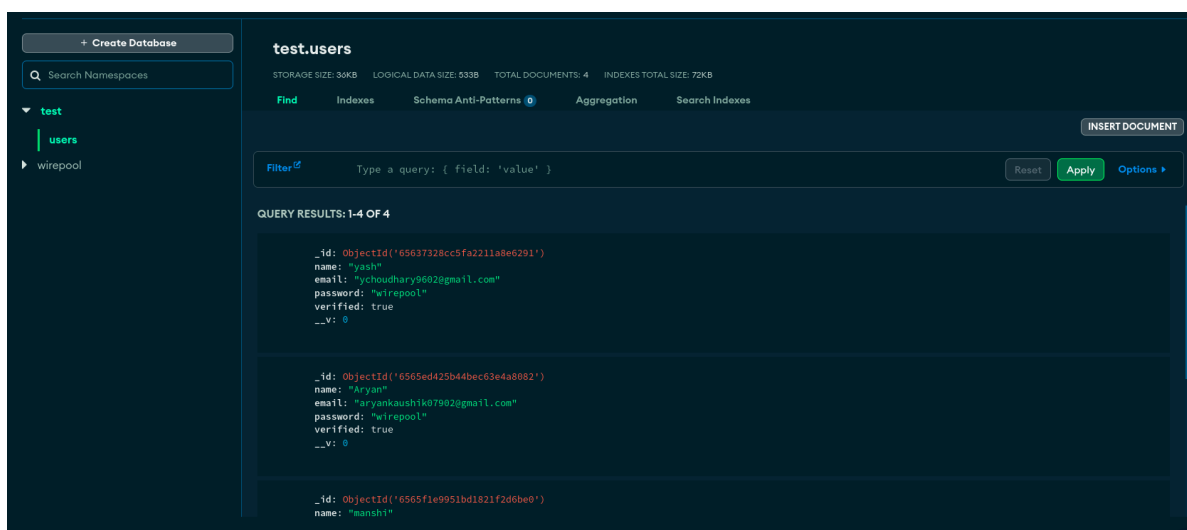 + Create Database
Search Namespaces
test
users
wirepool
test.users
STORAGE SIZE: 36KB LOGICAL DATA SIZE: 533B TOTAL DOCUMENTS: 4 INDEXES TOTAL SIZE: 72KB
Find Indexes Schema Anti-Patterns 0 Aggregation Search Indexes
INSERT DOCUMENT
Filter Type a query: { field: 'value' } Reset Apply Options
QUERY RESULTS: 1-4 OF 4
_id: ObjectId('65637328cc5fa2211a8e6291')
name: "yash"
email: "ychoudhary9602@gmail.com"
password: "wirepool"
verified: true
__v: 0
_id: ObjectId('6565ed425b44bec63e4a8082')
name: "Aryan"
email: "aryankaushik07902@gmail.com"
password: "wirepool"
verified: true
__v: 0
_id: ObjectId('6565f1e9951bd1821f2d6be0')
name: "manshi"